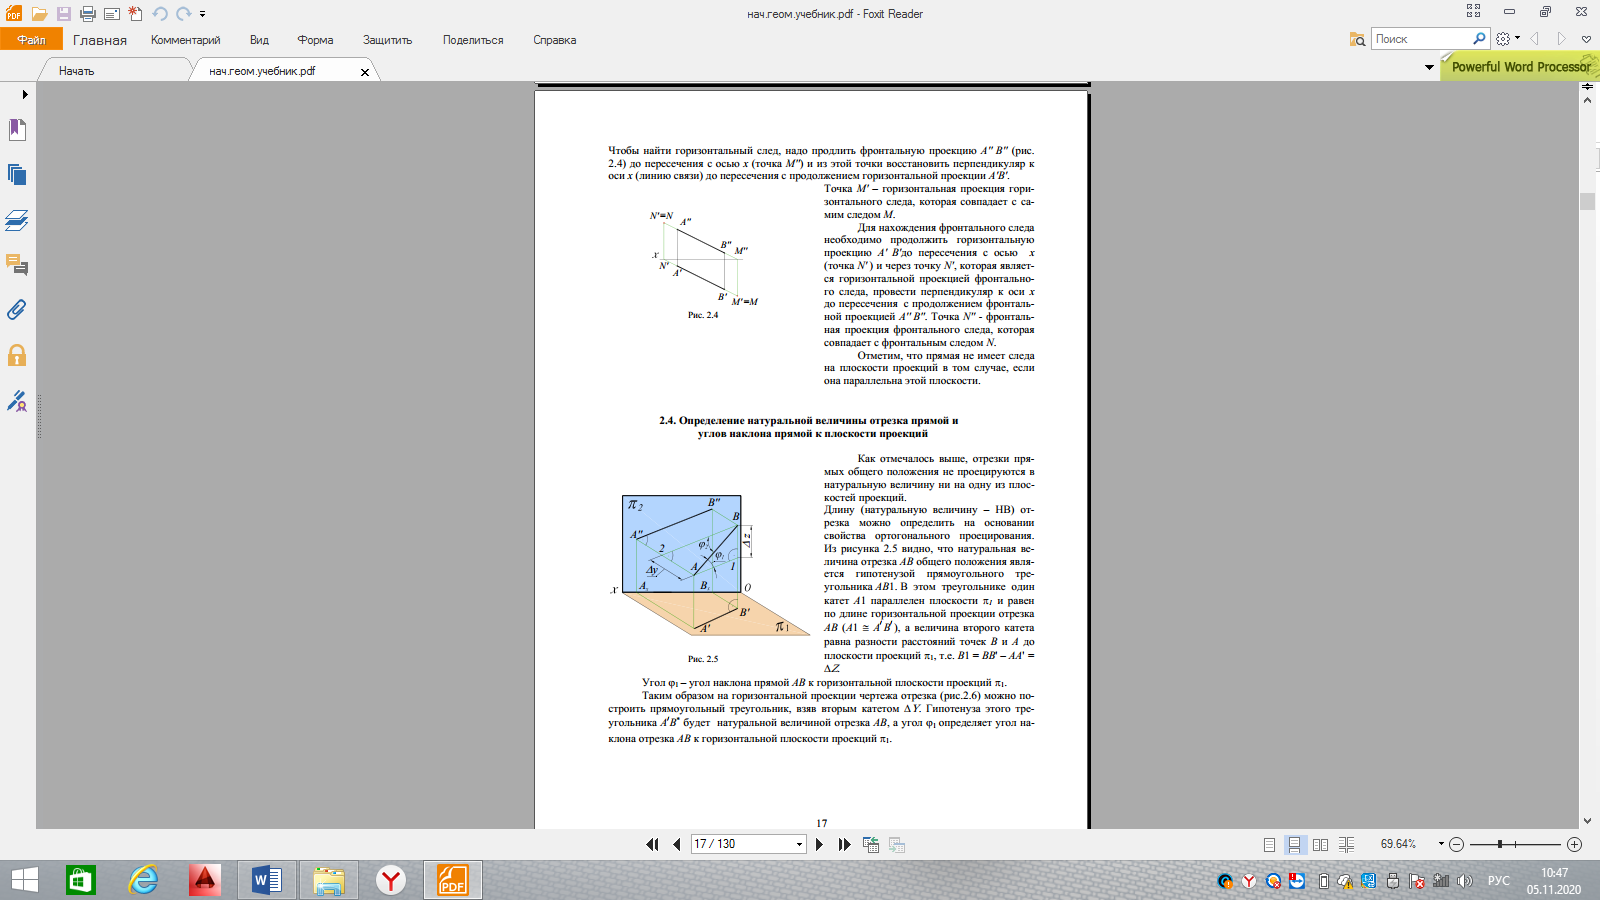 нач.геом.учебник.pdf - Foxit Reader
Файл Главная Комментарий Вид Форма Защитить Поделиться Справка Поиск
Начать нач.геом.учебник.pdf Powerful Word Processor
Чтобы найти горизонтальный след, надо продлить фронтальную проекцию A" B" (рис.
2.4) до пересечения с осью x (точка M") и из этой точки восстановить перпендикуляр к
оси x (линию связи) до пересечения с продолжением горизонтальной проекции A'B'.
Точка M' – горизонтальная проекция гори-
зонтального следа, которая совпадает с са-
мим следом M.
Для нахождения фронтального следа
необходимо продолжить горизонтальную
проекцию A' B'до пересечения с осью x
(точка N' ) и через точку N', которая являет-
ся горизонтальной проекцией фронтально-
го следа, провести перпендикуляр к оси x
до пересечения с продолжением фронталь-
ной проекцией A" B". Точка N" - фронталь-
ная проекция фронтального следа, которая
совпадает с фронтальным следом N.
Отметим, что прямая не имеет следа
на плоскости проекций в том случае, если
она параллельна этой плоскости.
N'=N
A"
B"
M"
x
N'
A'
B'
M'=M
Рис. 2.4
2.4. Определение натуральной величины отрезка прямой и
углов наклона прямой к плоскости проекций
Как отмечалось выше, отрезки пря-
мых общего положения не проецируются в
натуральную величину ни на одну из плос-
костей проекций.
Длину (натуральную величину – НВ) от-
резка можно определить на основании
свойства ортогонального проецирования.
Из рисунка 2.5 видно, что натуральная ве-
личина отрезка AB общего положения явля-
ется гипотенузой прямоугольного тре-
угольника AB1. В этом треугольнике один
катет A1 параллелен плоскости π1 и равен
по длине горизонтальной проекции отрезка
AB (A1 ≅ A'B' ), а величина второго катета
равна разности расстояний точек B и A до
плоскости проекций π1, т.е. B1 = BB' – AA' =
ΔZ.
π2
B"
B
A"
2
φ2
Δz
φ1
A
1
Δy
x
A
B
O
B'
A'
π1
Рис. 2.5
Угол φ1 – угол наклона прямой AB к горизонтальной плоскости проекций π1.
Таким образом на горизонтальной проекции чертежа отрезка (рис.2.6) можно по-
строить прямоугольный треугольник, взяв вторым катетом ΔY. Гипотенуза этого тре-
угольника A'B* будет натуральной величиной отрезка AB, а угол φ1 определяет угол на-
клона отрезка AB к горизонтальной плоскости проекций π1.
17
17 / 130 69.64%
РУС 10:47
05.11.2020